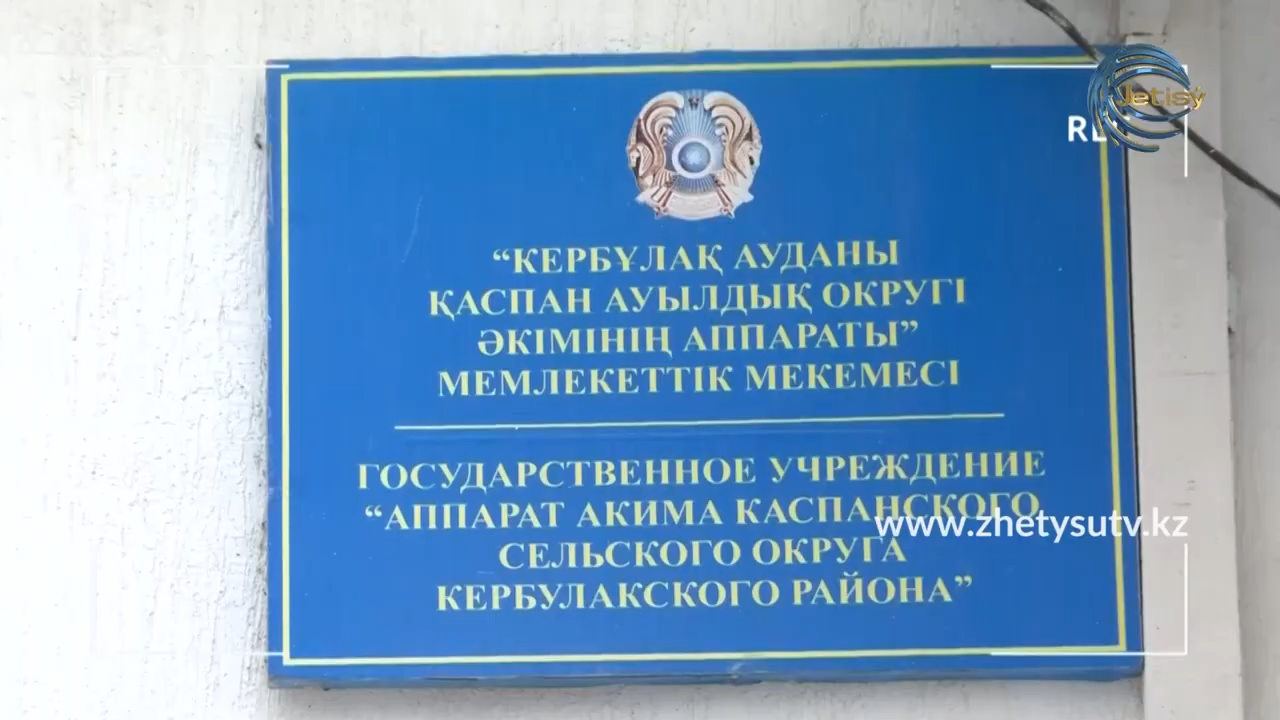 Jetisý
“КЕРБҰЛАҚ АУДАНЫ
ҚАСПАН АУЫЛДЫҚ ОКРУГІ
ӘКІМІНІҢ АППАРАТЫ”
МЕМЛЕКЕТТІК МЕКЕМЕСІ
ГОСУДАРСТВЕННОЕ УЧРЕЖДЕНИЕ
“АППАРАТ АКИМА КАСПАНСКОГО
СЕЛЬСКОГО ОКРУГА
КЕРБУЛАКСКОГО РАЙОНА”
www.zhetysutv.kz